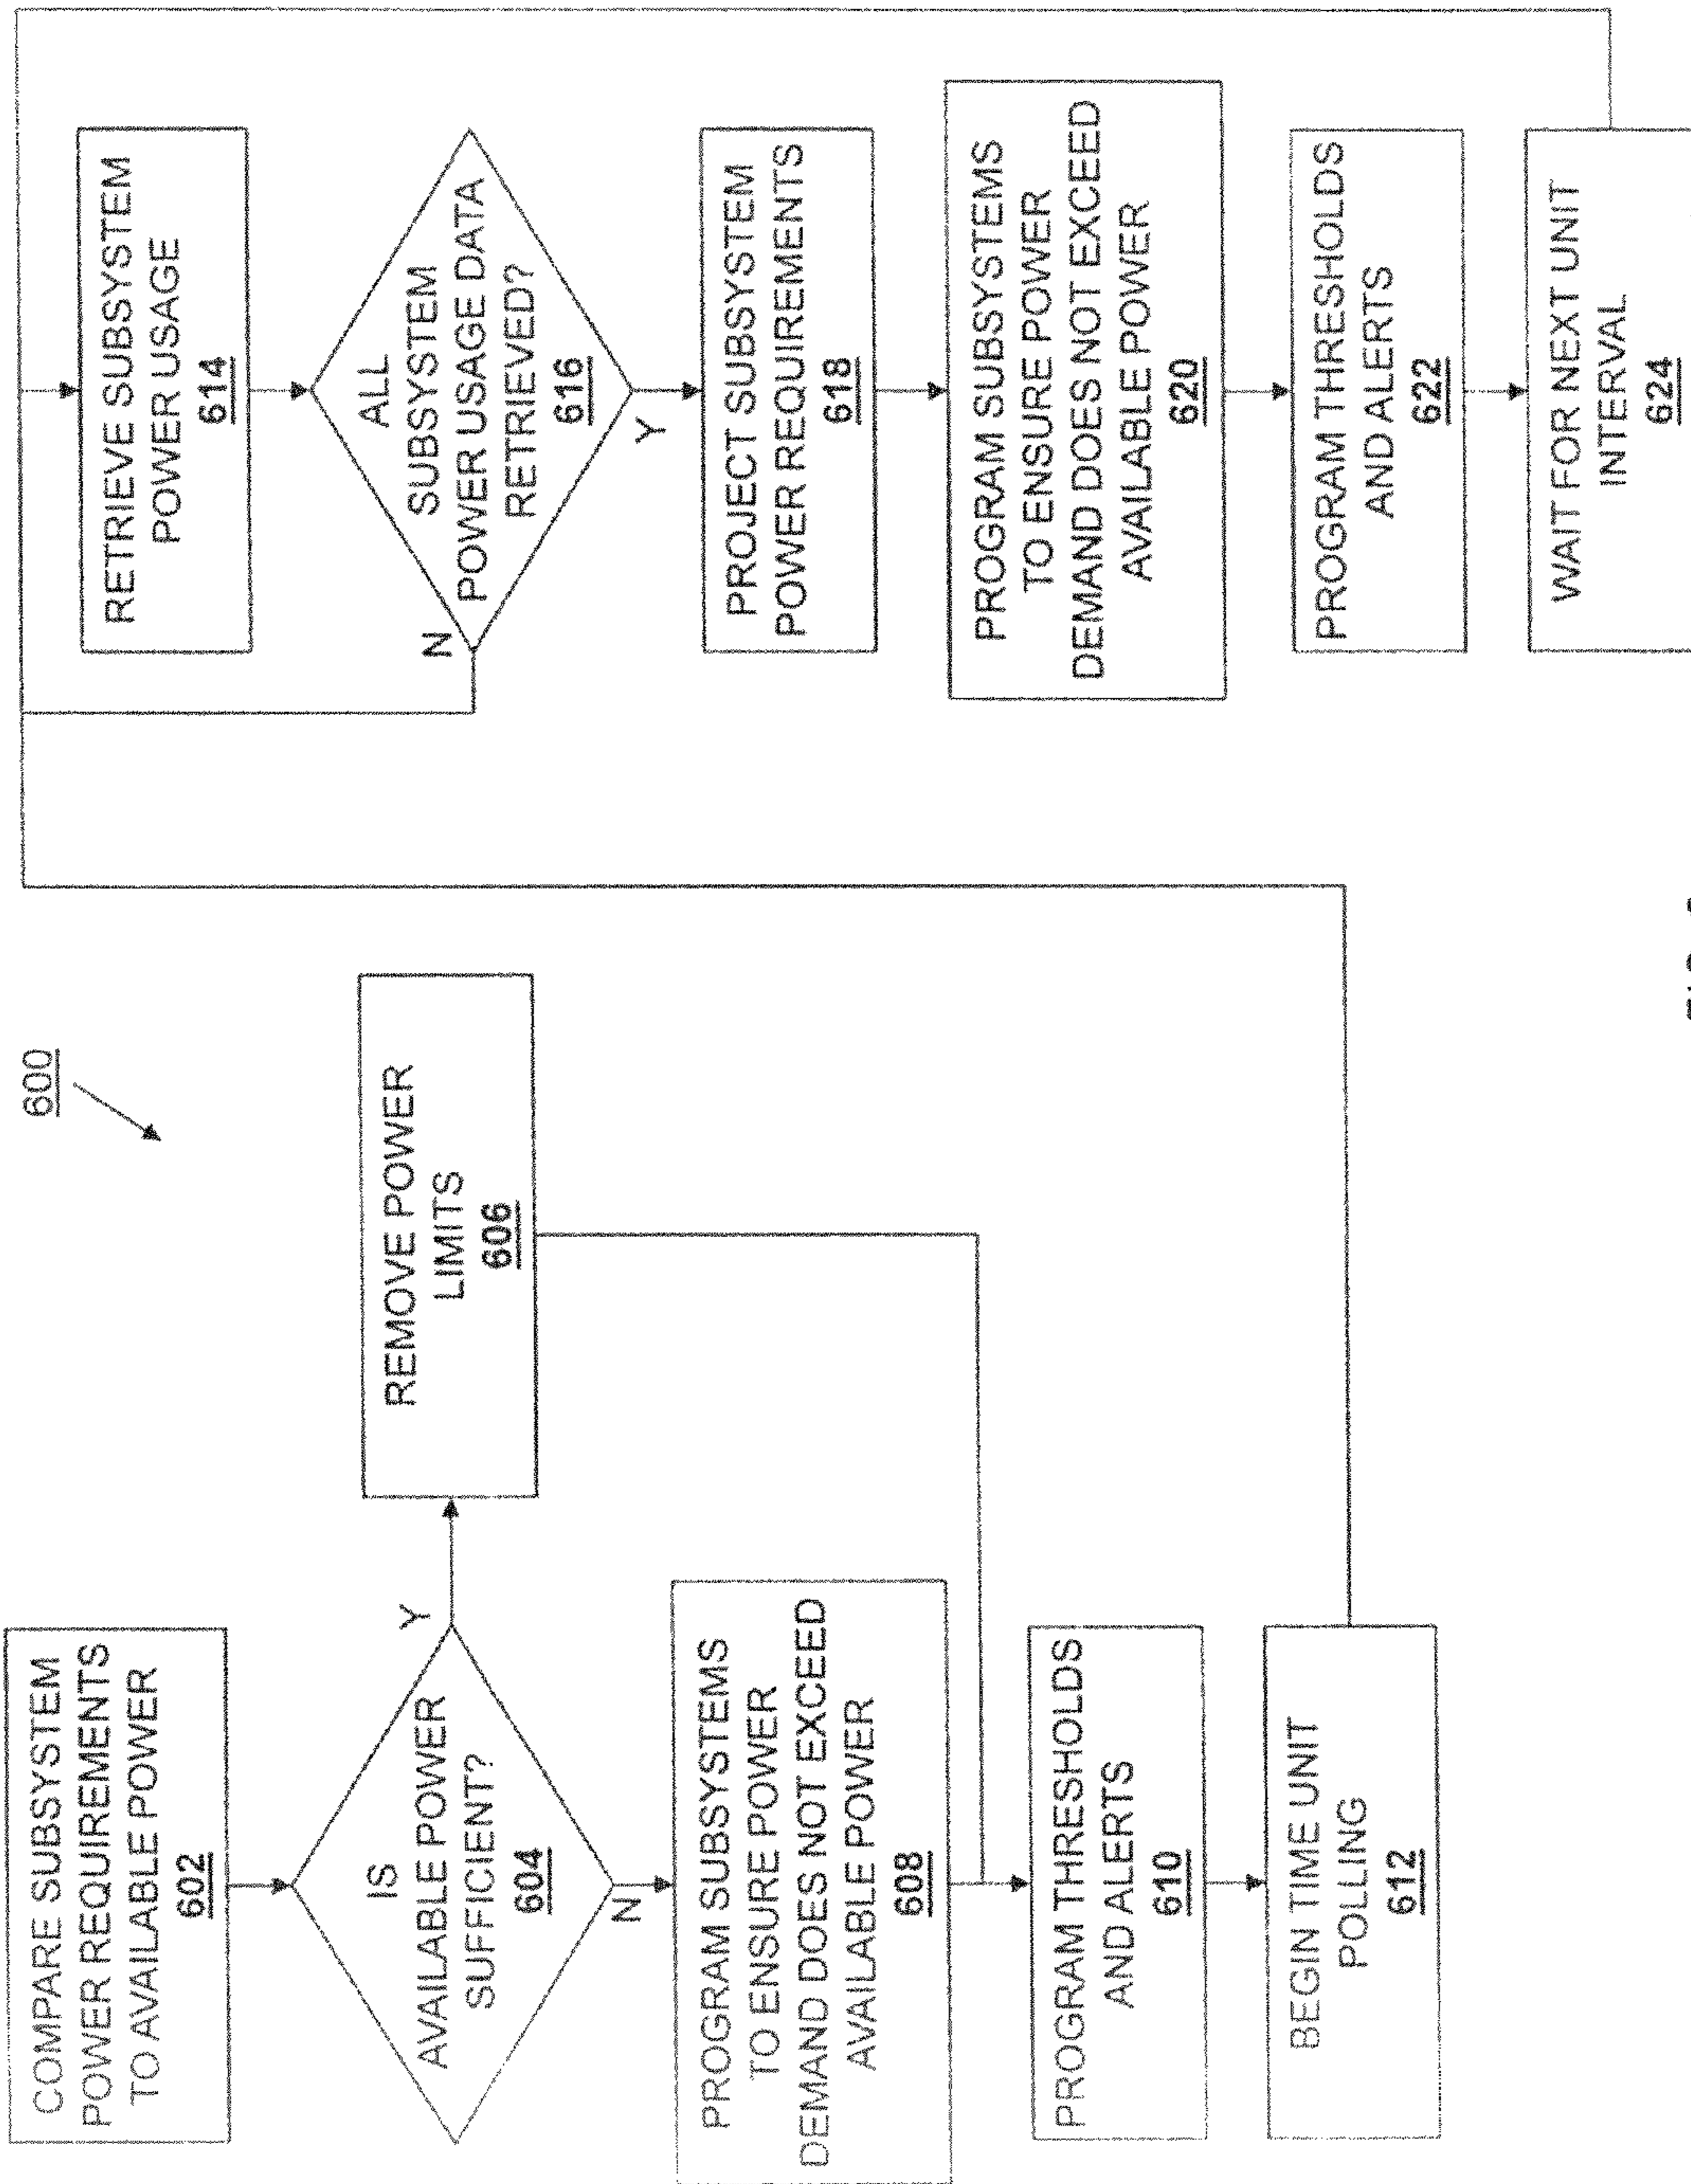 600
COMPARE SUBSYSTEM
POWER REQUIREMENTS
TO AVAILABLE POWER
602
IS
AVAILABLE POWER
SUFFICIENT?
604
Y
N
REMOVE POWER
LIMITS
606
PROGRAM SUBSYSTEMS
TO ENSURE POWER
DEMAND DOES NOT EXCEED
AVAILABLE POWER
608
PROGRAM THRESHOLDS
AND ALERTS
610
BEGIN TIME UNIT
POLLING
612
RETRIEVE SUBSYSTEM
POWER USAGE
614
ALL
SUBSYSTEM
POWER USAGE DATA
RETRIEVED?
616
N
Y
PROJECT SUBSYSTEM
POWER REQUIREMENTS
618
PROGRAM SUBSYSTEMS
TO ENSURE POWER
DEMAND DOES NOT EXCEED
AVAILABLE POWER
620
PROGRAM THRESHOLDS
AND ALERTS
622
WAIT FOR NEXT UNIT
INTERVAL
624